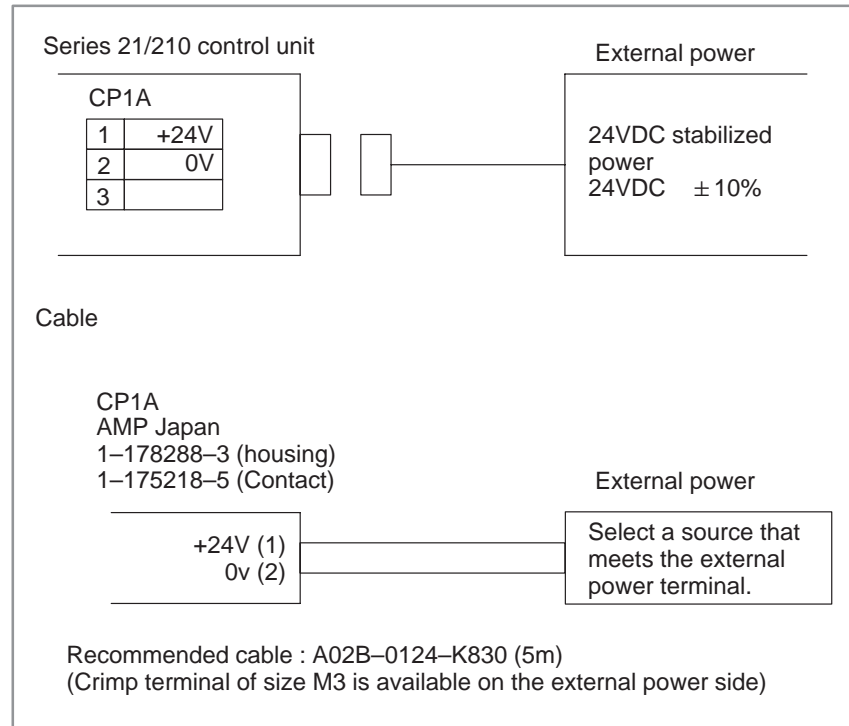 Series 21/210 control unit
External power
CP1A
1 +24V
2 0V
3
24VDC stabilized
power
24VDC ±10%
Cable
CP1A
AMP Japan
1–178288–3 (housing)
1–175218–5 (Contact)
External power
+24V (1)
0v (2)
Select a source that
meets the external
power terminal.
Recommended cable : A02B–0124–K830 (5m)
(Crimp terminal of size M3 is available on the external power side)